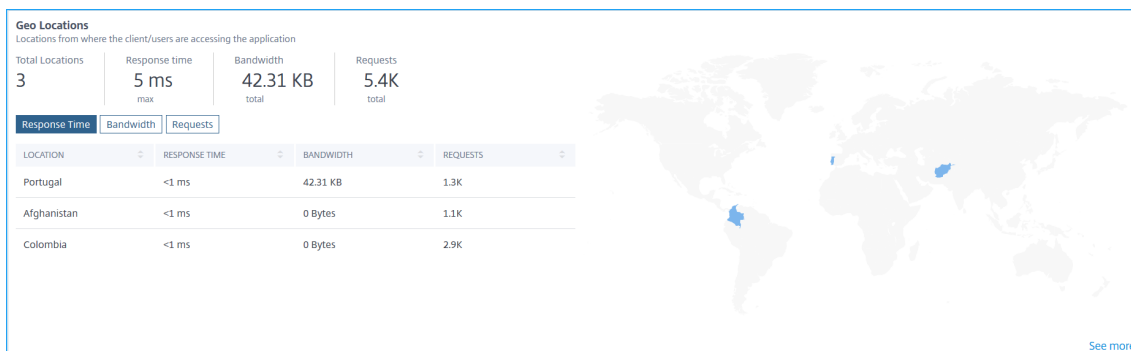 Geo Locations
Locations from where the client/users are accessing the application
Total Locations Response time Bandwidth Requests
3 5 ms 42.31 KB 5.4K
max total total
Response Time Bandwidth Requests
LOCATION RESPONSE TIME BANDWIDTH REQUESTS
Portugal <1 ms 42.31 KB 1.3K
Afghanistan <1 ms 0 Bytes 1.1K
Colombia <1 ms 0 Bytes 2.9K
See more